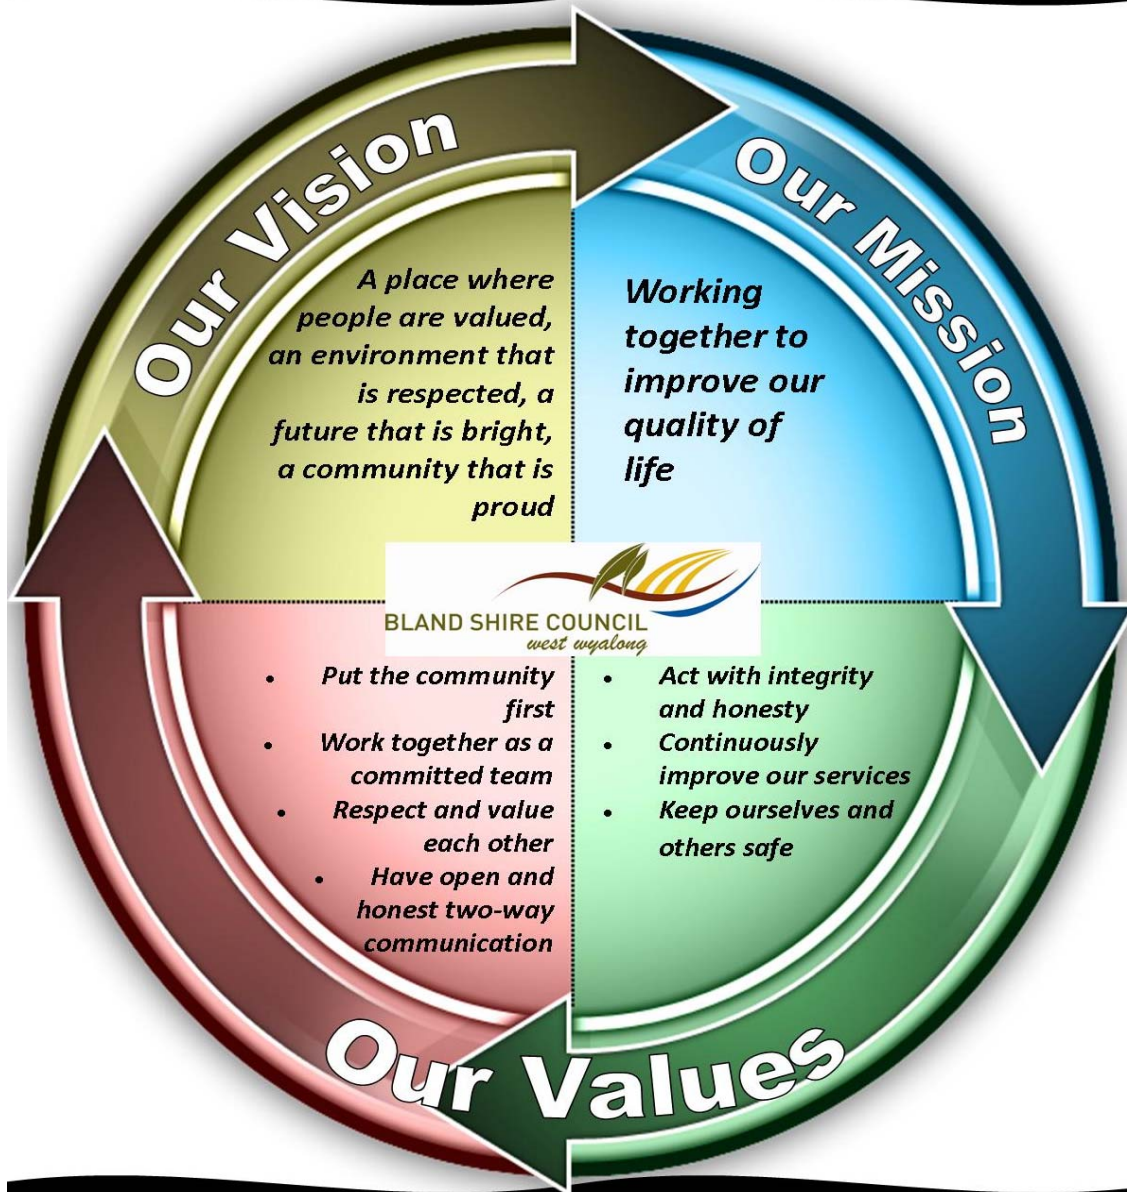 Our Vision
A place where
people are valued,
an environment that
is respected, a
future that is bright,
a community that is
proud
Our Mission
Working
together to
improve our
quality of
life
BLAND SHIRE COUNCIL
west wyalong
• Put the community
first
• Work together as a
committed team
• Respect and value
each other
• Have open and
honest two-way
communication
• Act with integrity
and honesty
• Continuously
improve our services
• Keep ourselves and
others safe
Our Values